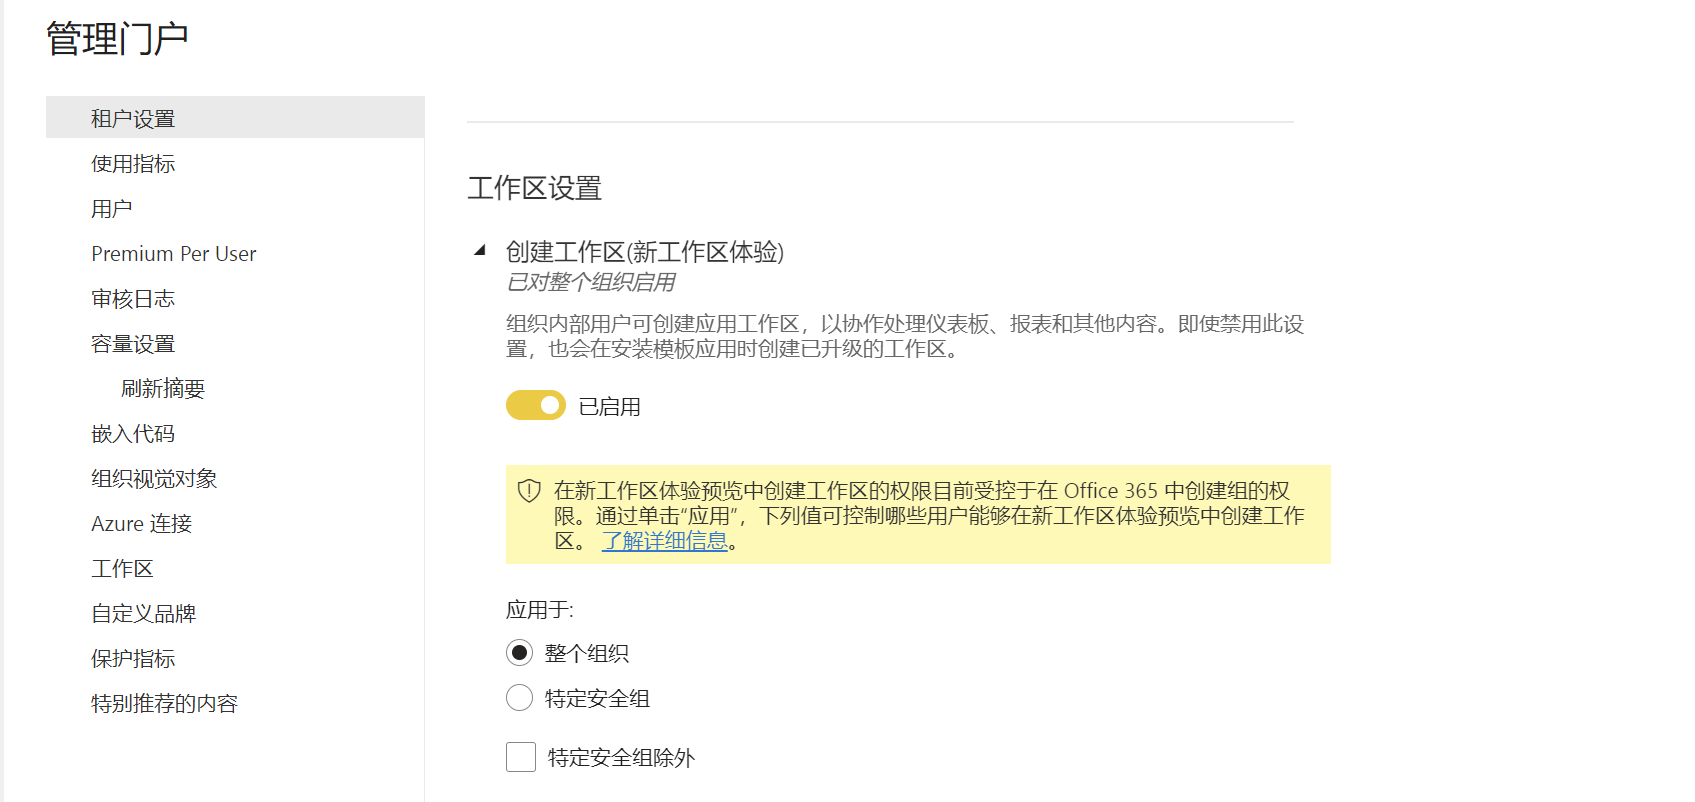 管理门户
租户设置
使用指标
用户
Premium Per User
审核日志
容量设置
刷新摘要
嵌入代码
组织视觉对象
Azure 连接
工作区
自定义品牌
保护指标
特别推荐的内容
工作区设置
创建工作区(新工作区体验)
已对整个组织启用
组织内部用户可创建应用工作区，以协作处理仪表板、报表和其他内容。即使禁用此设
置，也会在安装模板应用时创建已升级的工作区。
已启用
在新工作区体验预览中创建工作区的权限目前受控于在 Office 365 中创建组的权
限。通过单击“应用”，下列值可控制哪些用户能够在新工作区体验预览中创建工作
区。 了解详细信息。
应用于:
整个组织
特定安全组
特定安全组除外